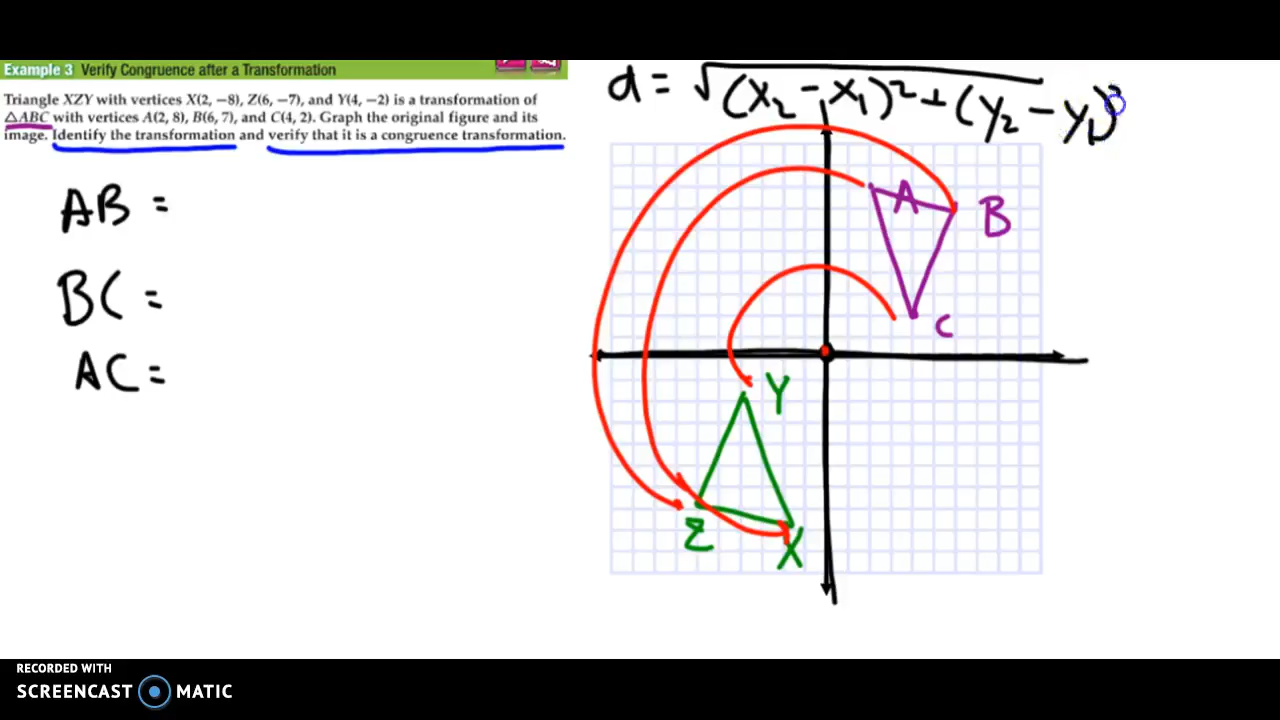 Example 3 Verify Congruence after a Transformation
Triangle XZY with vertices X(2, −8), Z(6, −7), and Y(4, −2) is a transformation of
△ABC with vertices A(2, 8), B(6, 7), and C(4, 2). Graph the original figure and its
image. Identify the transformation and verify that it is a congruence transformation.
d = √(x₂ − x₁)² + (y₂ − y₁)²
AB =
BC =
AC =
A
B
C
Y
Z
X
RECORDED WITH
SCREENCAST MATIC